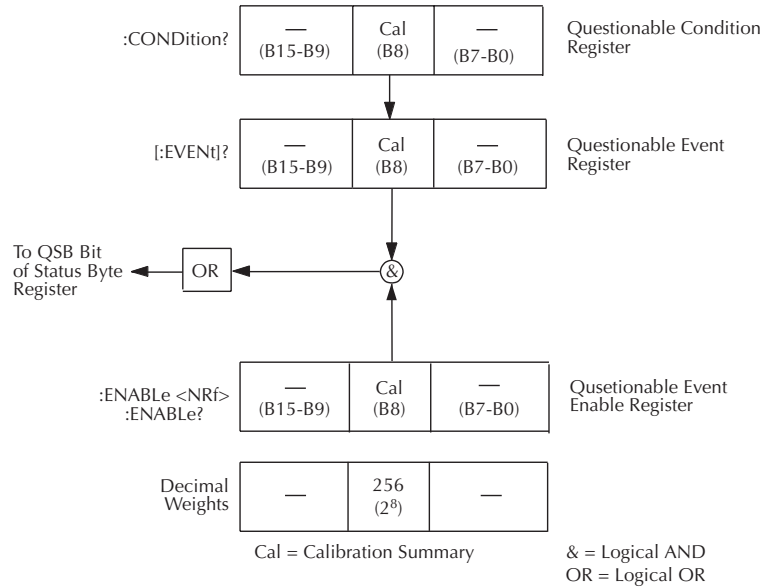 :CONDition?
—
(B15-B9)
Cal
(B8)
—
(B7-B0)
Questionable Condition
Register
[:EVENt]?
—
(B15-B9)
Cal
(B8)
—
(B7-B0)
Questionable Event
Register
To QSB Bit
of Status Byte
Register
OR
&
:ENABLe <NRf>
:ENABLe?
—
(B15-B9)
Cal
(B8)
—
(B7-B0)
Qusetionable Event
Enable Register
Decimal
Weights
—
256
(2⁸)
—
Cal = Calibration Summary
& = Logical AND
OR = Logical OR